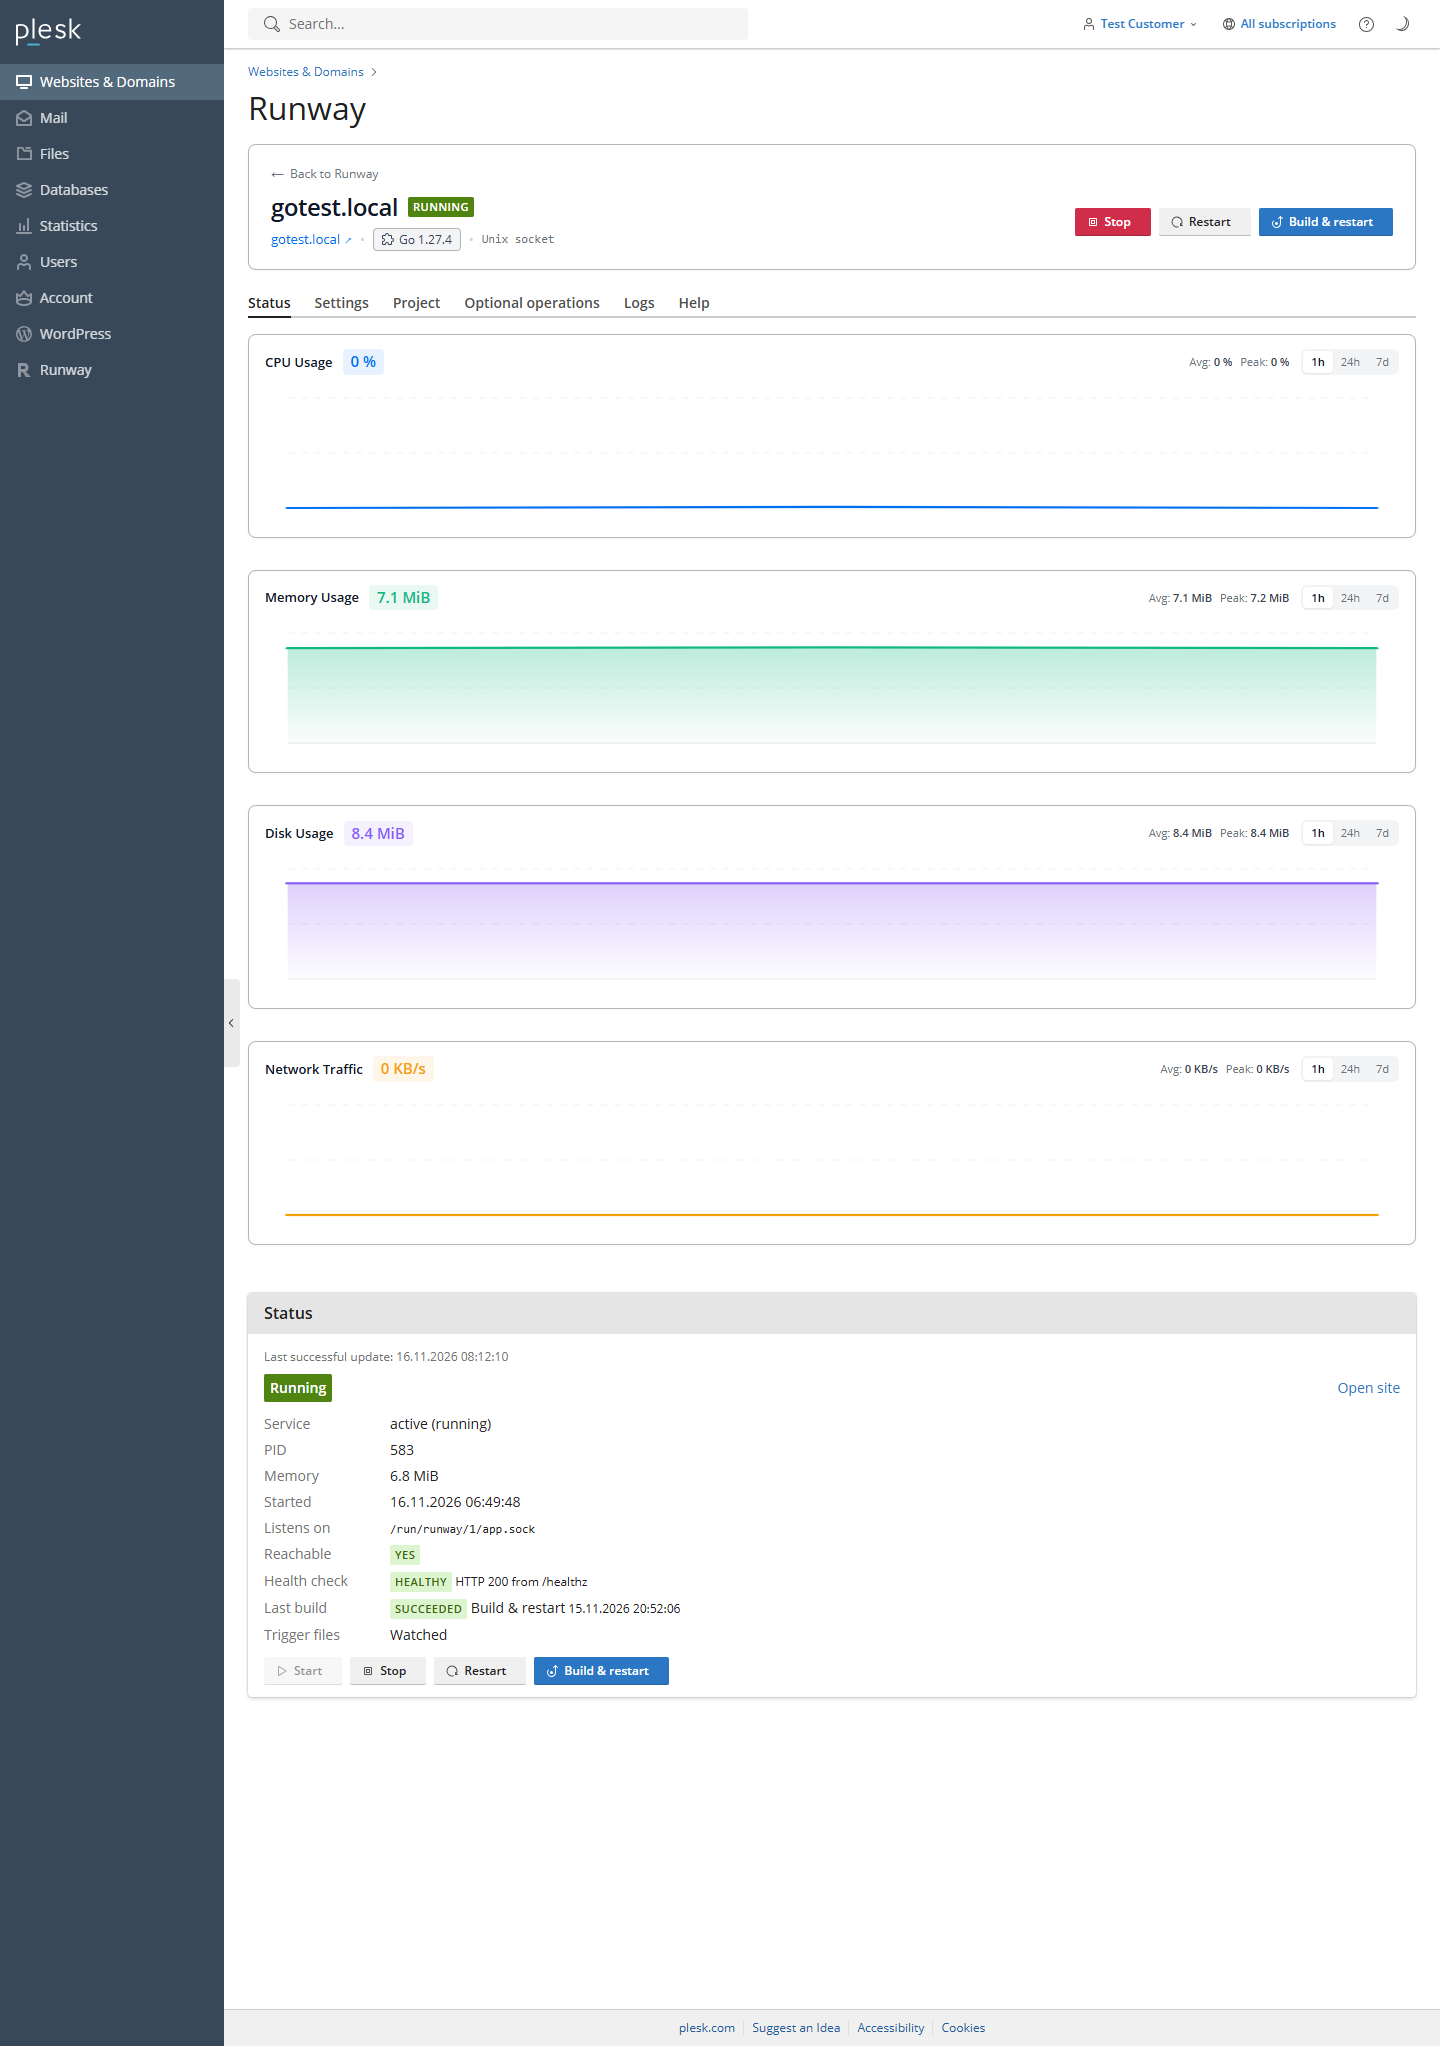 plesk
Search...
Test Customer
All subscriptions
Websites & Domains
Mail
Files
Databases
Statistics
Users
Account
WordPress
Runway
Websites & Domains
Runway
← Back to Runway
gotest.local RUNNING
gotest.local ↗ • Go 1.27.4 • Unix socket
Stop Restart Build & restart
Status Settings Project Optional operations Logs Help
CPU Usage 0 % Avg: 0 % Peak: 0 % 1h 24h 7d
Memory Usage 7.1 MiB Avg: 7.1 MiB Peak: 7.2 MiB 1h 24h 7d
Disk Usage 8.4 MiB Avg: 8.4 MiB Peak: 8.4 MiB 1h 24h 7d
Network Traffic 0 KB/s Avg: 0 KB/s Peak: 0 KB/s 1h 24h 7d
Status
Last successful update: 16.11.2026 08:12:10
Running Open site
Service active (running)
PID 583
Memory 6.8 MiB
Started 16.11.2026 06:49:48
Listens on /run/runway/1/app.sock
Reachable YES
Health check HEALTHY HTTP 200 from /healthz
Last build SUCCEEDED Build & restart 15.11.2026 20:52:06
Trigger files Watched
Start Stop Restart Build & restart
plesk.com Suggest an Idea Accessibility Cookies